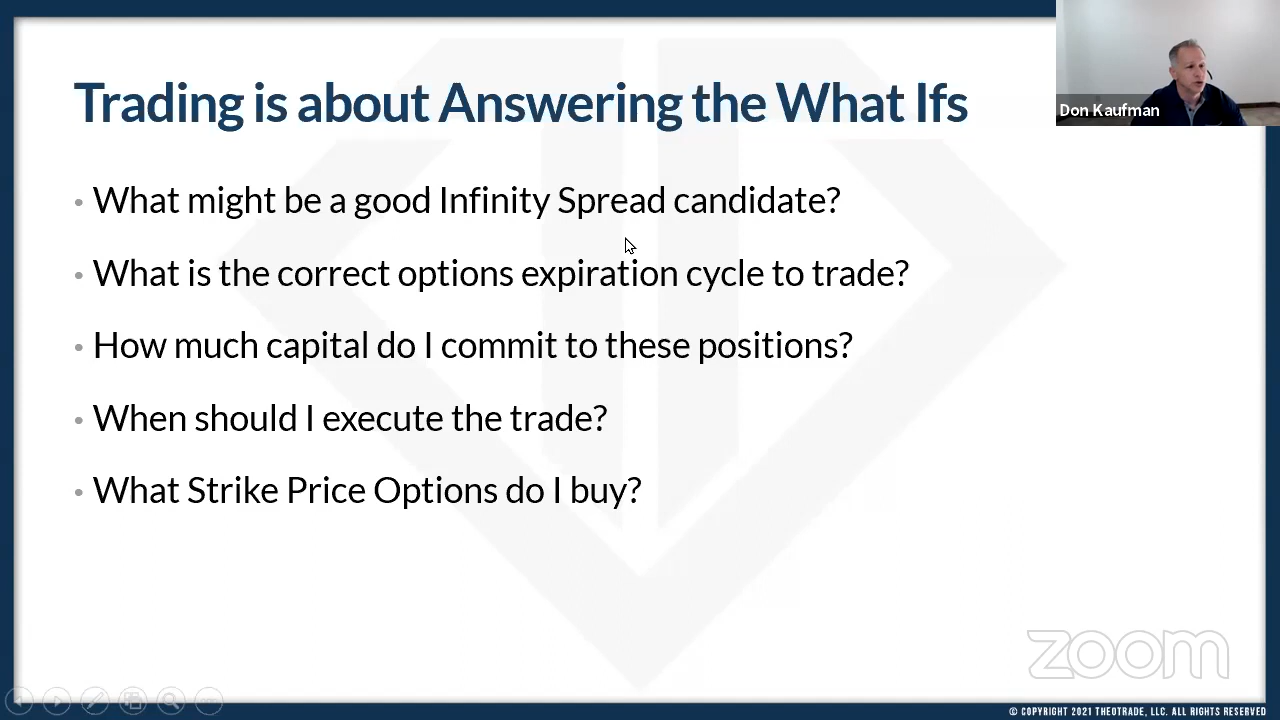 Trading is about Answering the What Ifs
Don Kaufman
• What might be a good Infinity Spread candidate?
• What is the correct options expiration cycle to trade?
• How much capital do I commit to these positions?
• When should I execute the trade?
• What Strike Price Options do I buy?
zoom
© COPYRIGHT 2021 THEOTRADE, LLC. ALL RIGHTS RESERVED